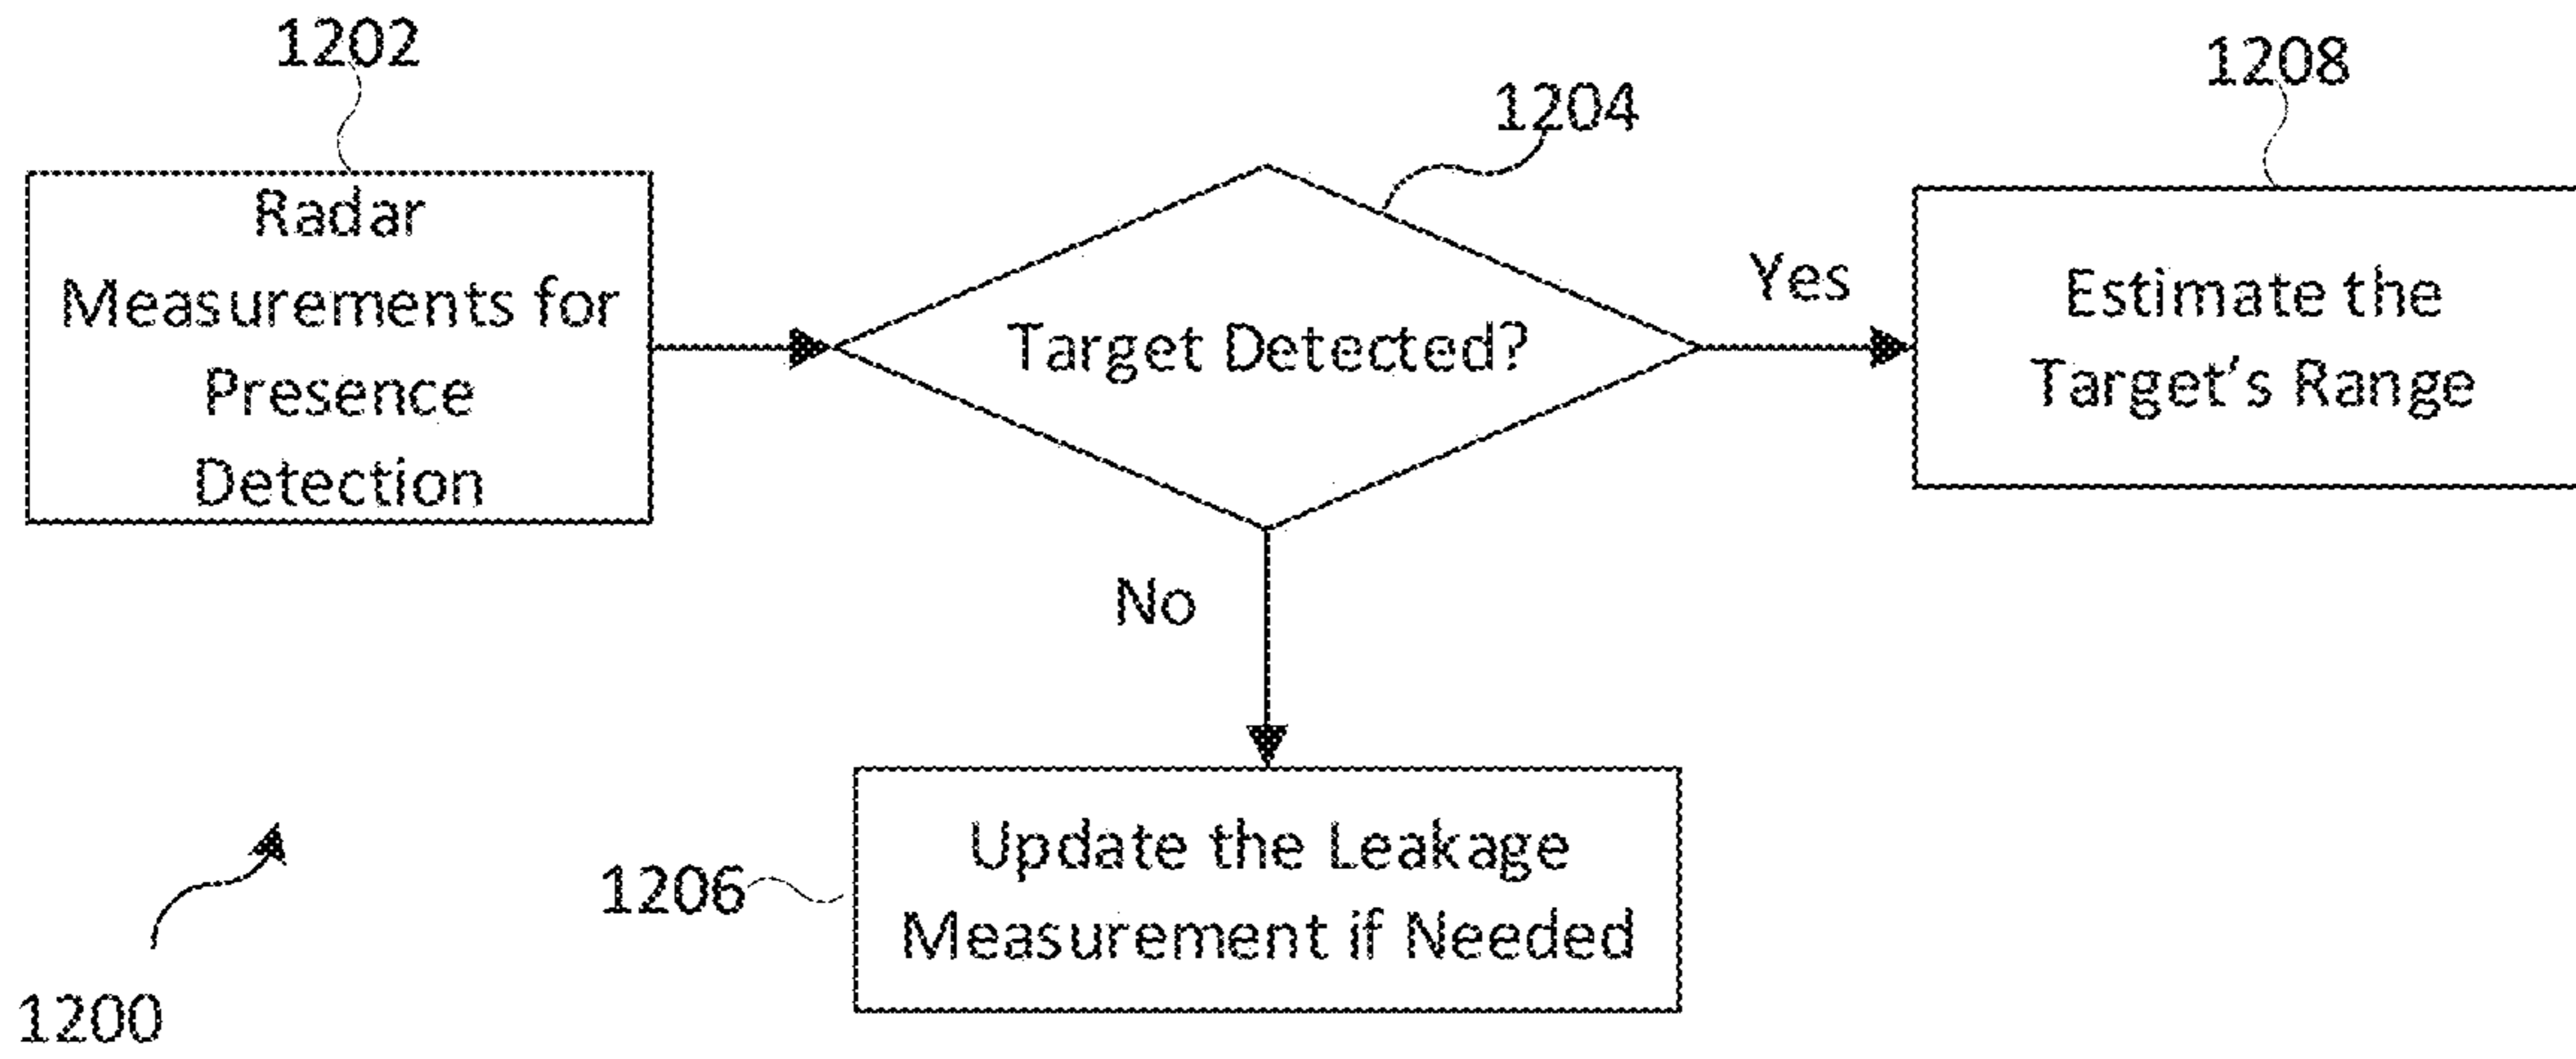 1202
Radar
Measurements for
Presence
Detection
1204
Target Detected?
Yes
1208
Estimate the
Target's Range
No
1206
Update the Leakage
Measurement if Needed
1200